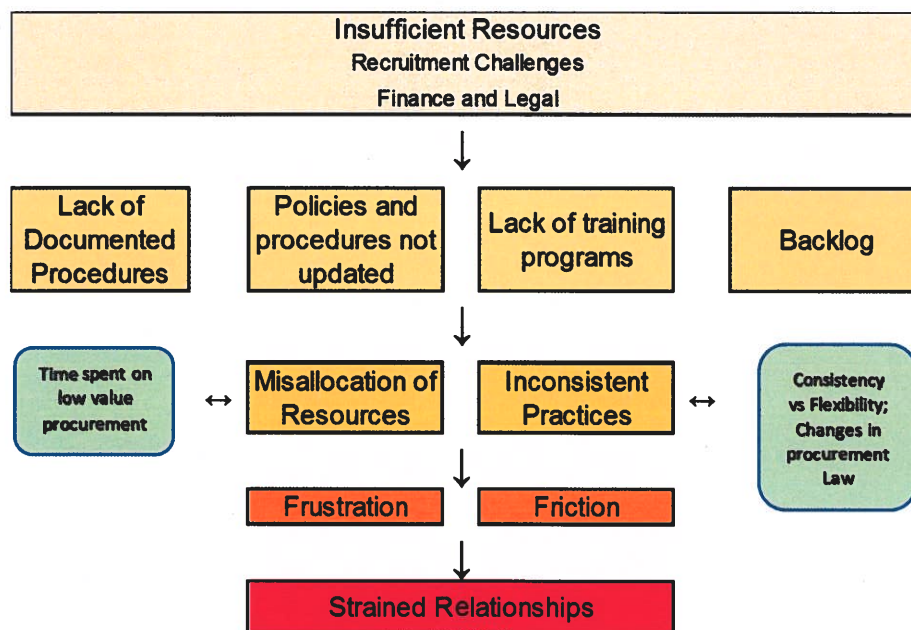 Insufficient Resources
Recruitment Challenges
Finance and Legal
Lack of
Documented
Procedures
Policies and
procedures not
updated
Lack of training
programs
Backlog
Time spent on
low value
procurement
Misallocation of
Resources
Inconsistent
Practices
Consistency
vs Flexibility;
Changes in
procurement
Law
Frustration
Friction
Strained Relationships